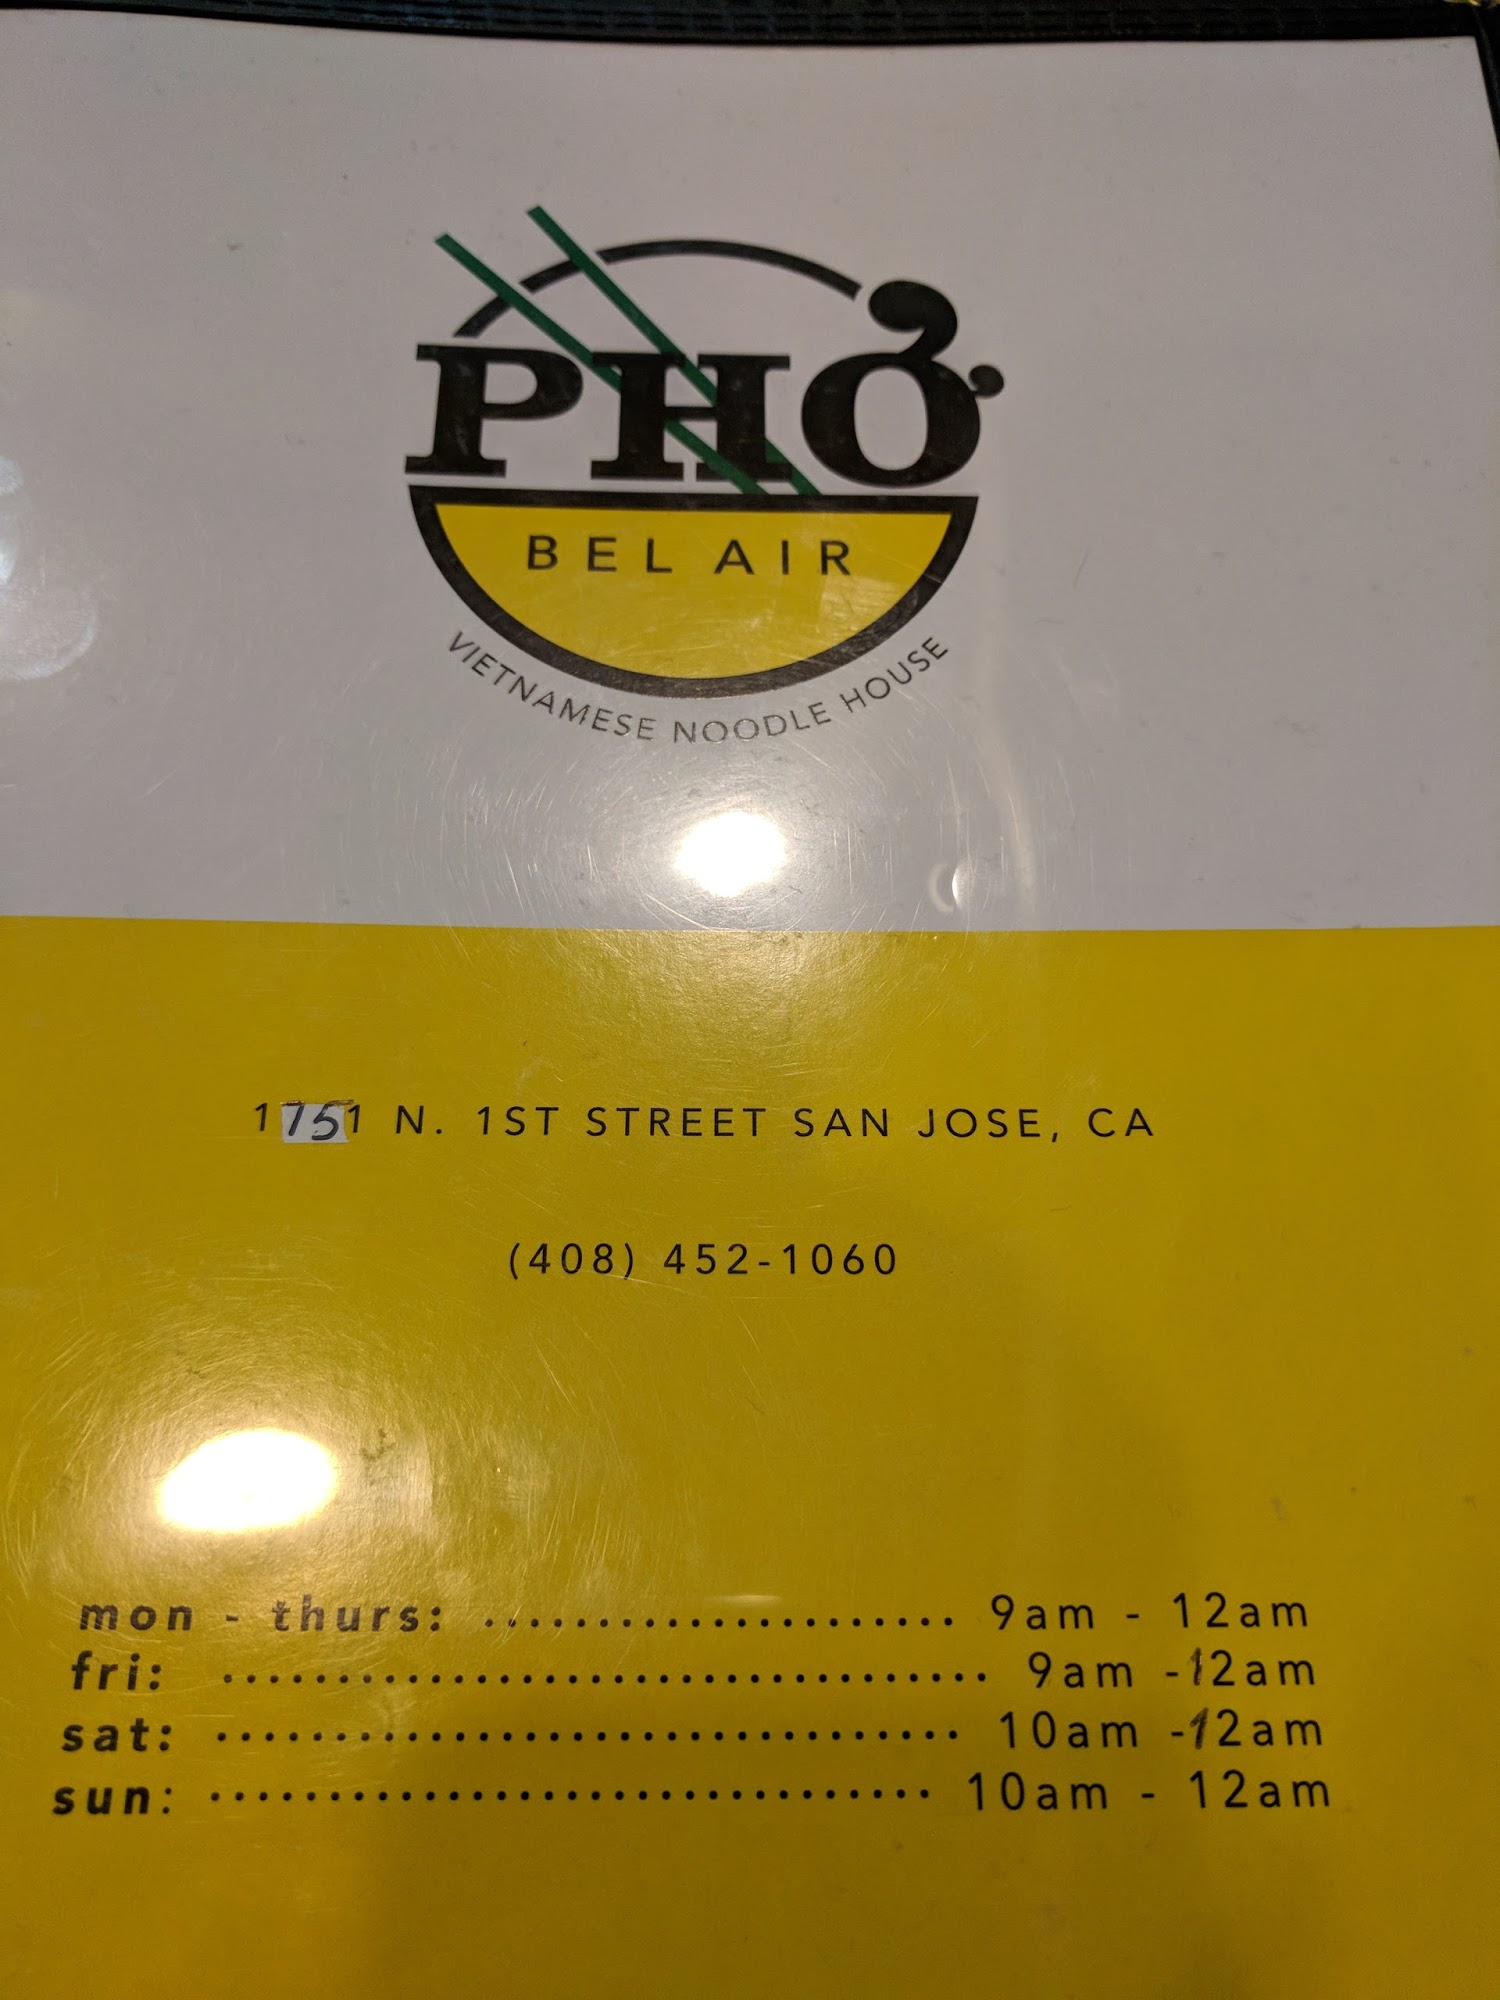 PHỞ
BEL AIR
VIETNAMESE NOODLE HOUSE
1751 N. 1ST STREET SAN JOSE, CA
(408) 452-1060
mon - thurs: ...................... 9am - 12am
fri: .................................. 9am -12am
sat: ................................. 10am -12am
sun: ................................ 10am - 12am